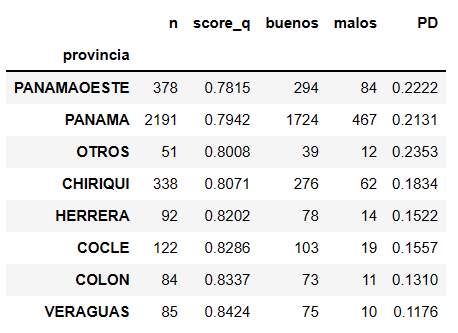 n score_q buenos malos PD
provincia
PANAMAOESTE 378 0.7815 294 84 0.2222
PANAMA 2191 0.7942 1724 467 0.2131
OTROS 51 0.8008 39 12 0.2353
CHIRIQUI 338 0.8071 276 62 0.1834
HERRERA 92 0.8202 78 14 0.1522
COCLE 122 0.8286 103 19 0.1557
COLON 84 0.8337 73 11 0.1310
VERAGUAS 85 0.8424 75 10 0.1176